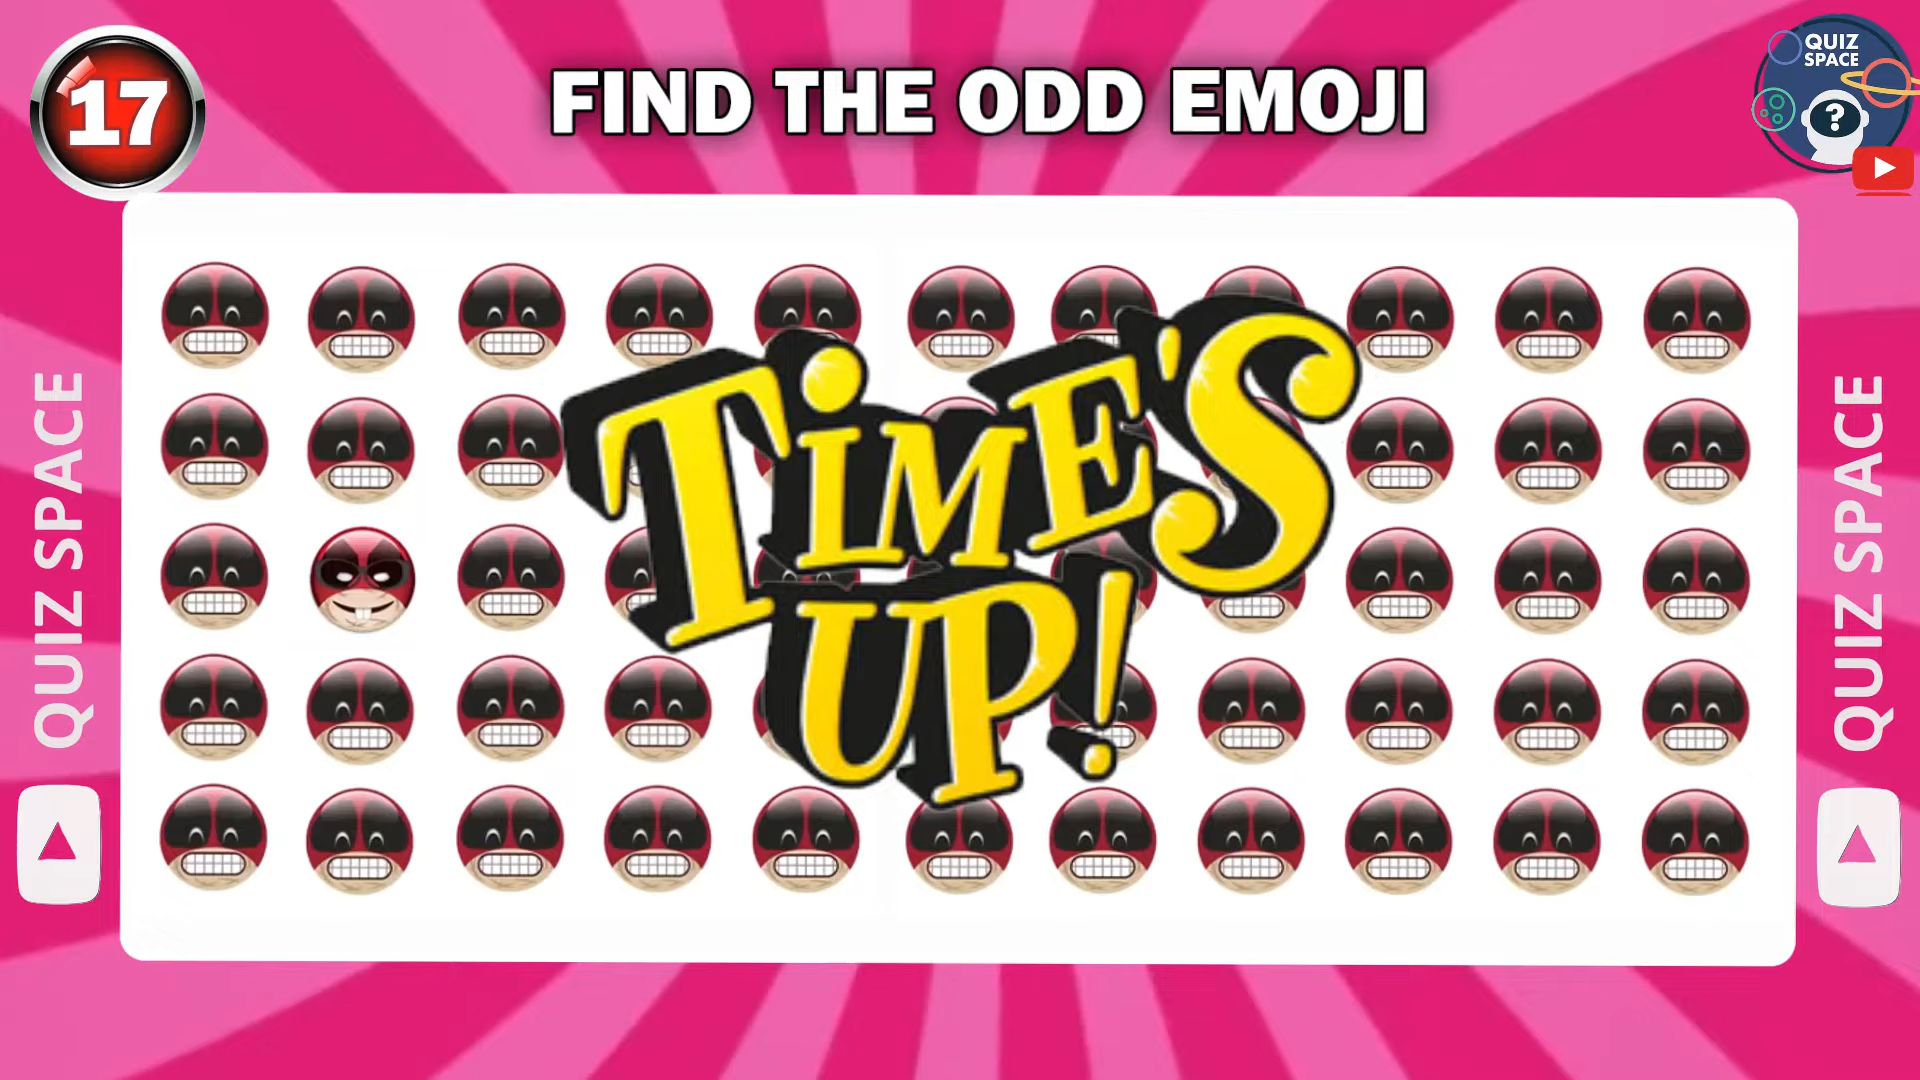 17
FIND THE ODD EMOJI
QUIZ
SPACE
?
QUIZ SPACE
TIME'S
UP!
QUIZ SPACE